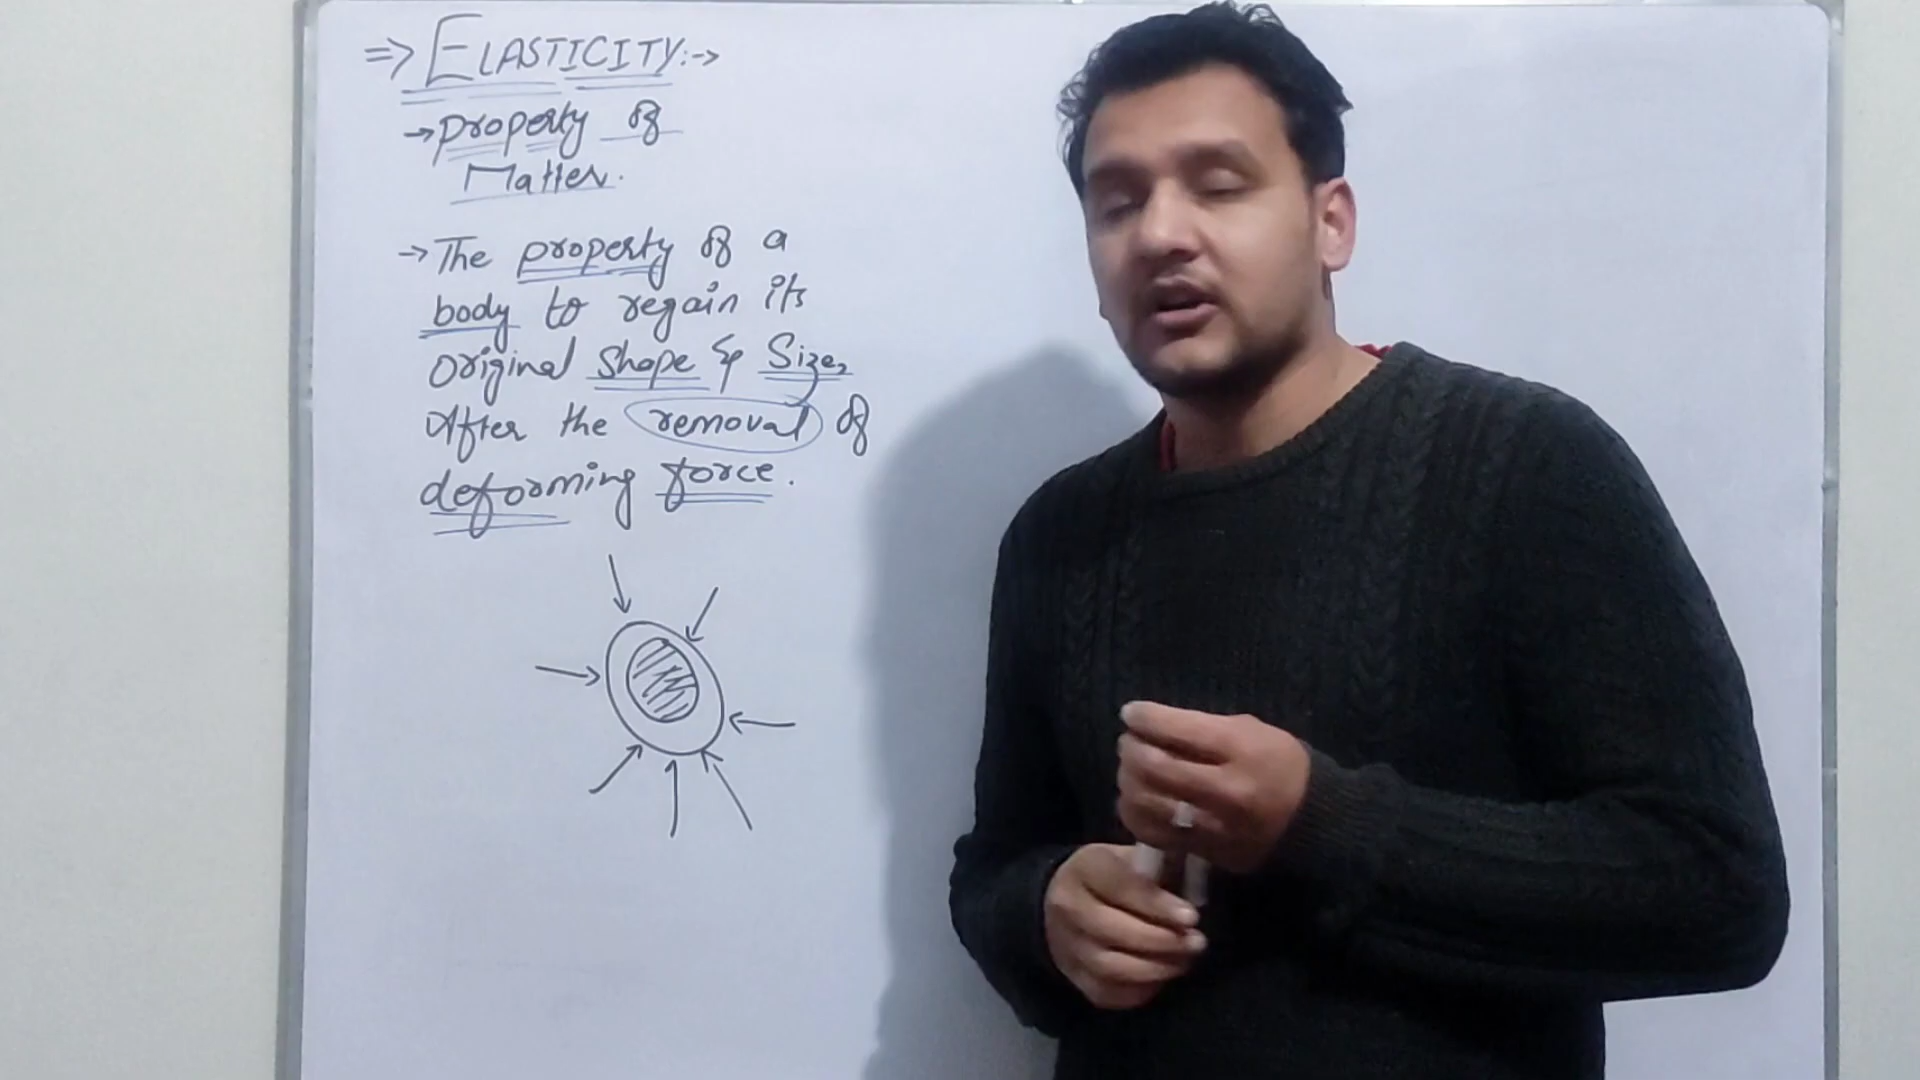 => ELASTICITY:->
→ property of
Matter.
→ The property of a
body to regain its
original shape & Size,
After the removal of
deforming force.